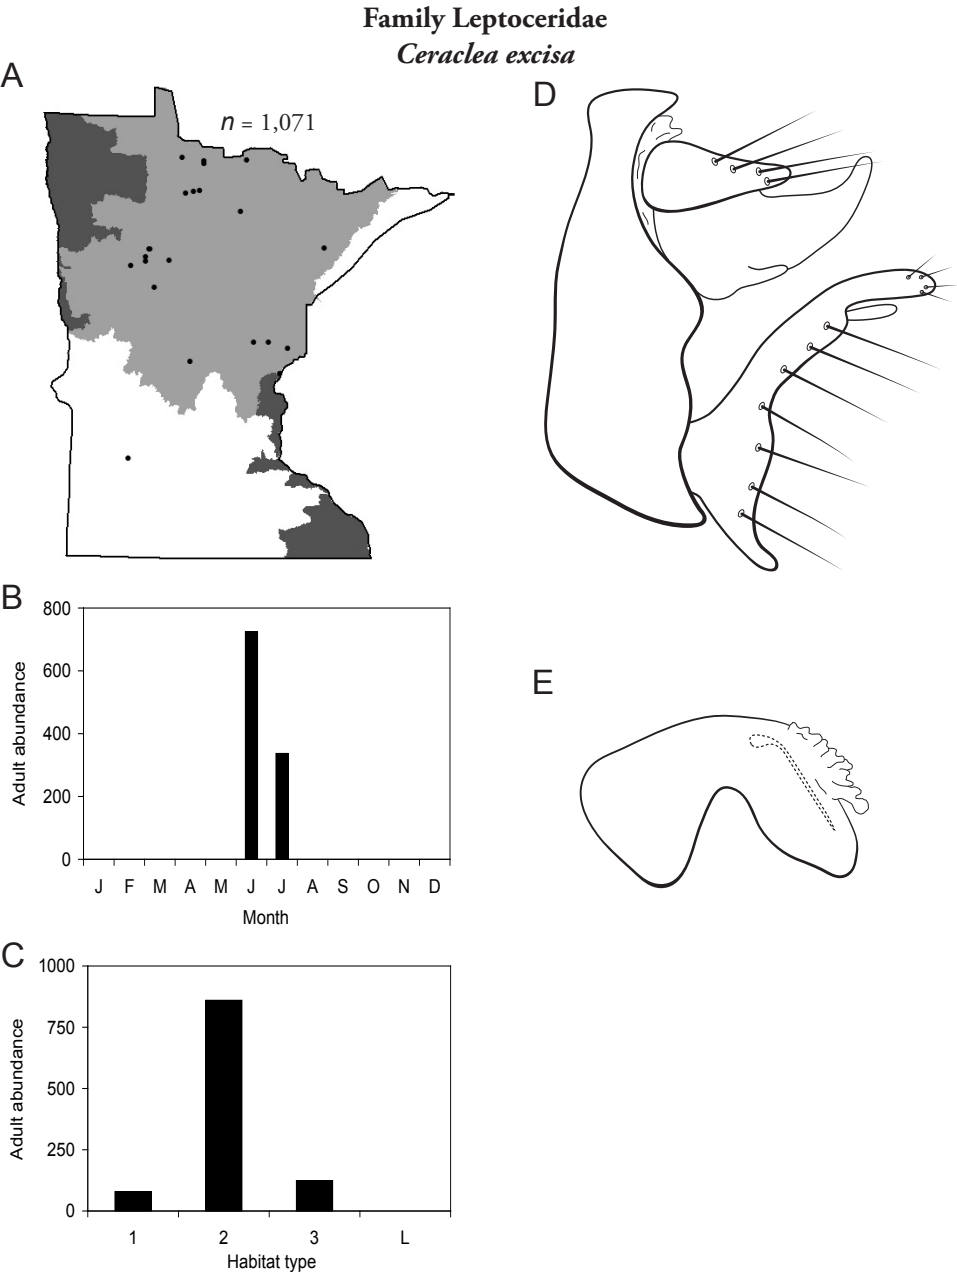 Family Leptoceridae
Ceraclea excisa
A
n = 1,071
D
B
800
600
400
200
0
Adult abundance
J F M A M J J A S O N D
Month
E
C
1000
750
500
250
0
Adult abundance
1 2 3 L
Habitat type